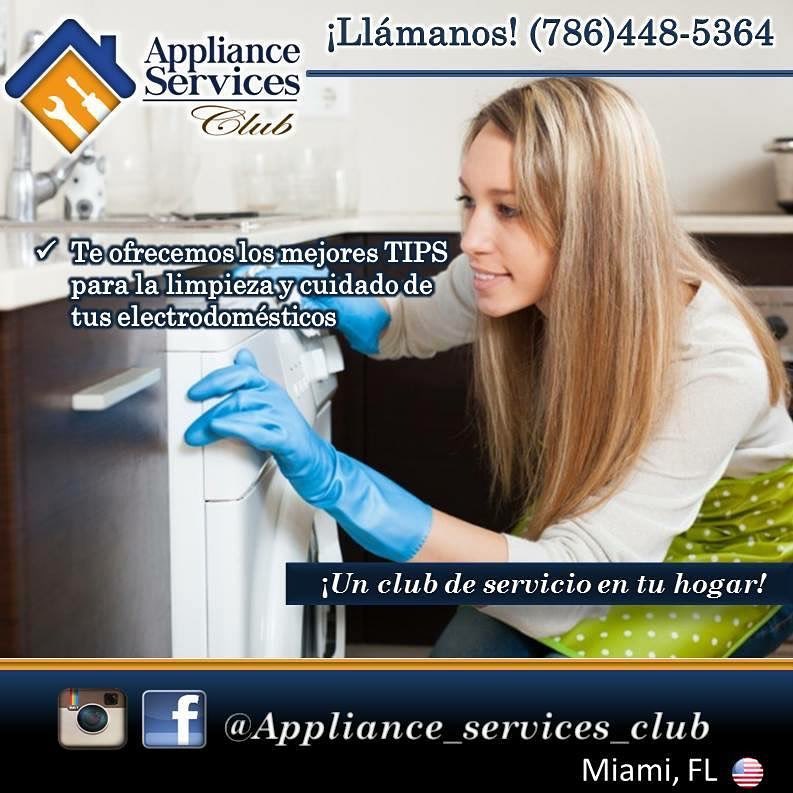 Appliance
Services
Club
¡Llámanos! (786)448-5364
✓ Te ofrecemos los mejores TIPS
para la limpieza y cuidado de
tus electrodomésticos
¡Un club de servicio en tu hogar!
@Appliance_services_club
Miami, FL